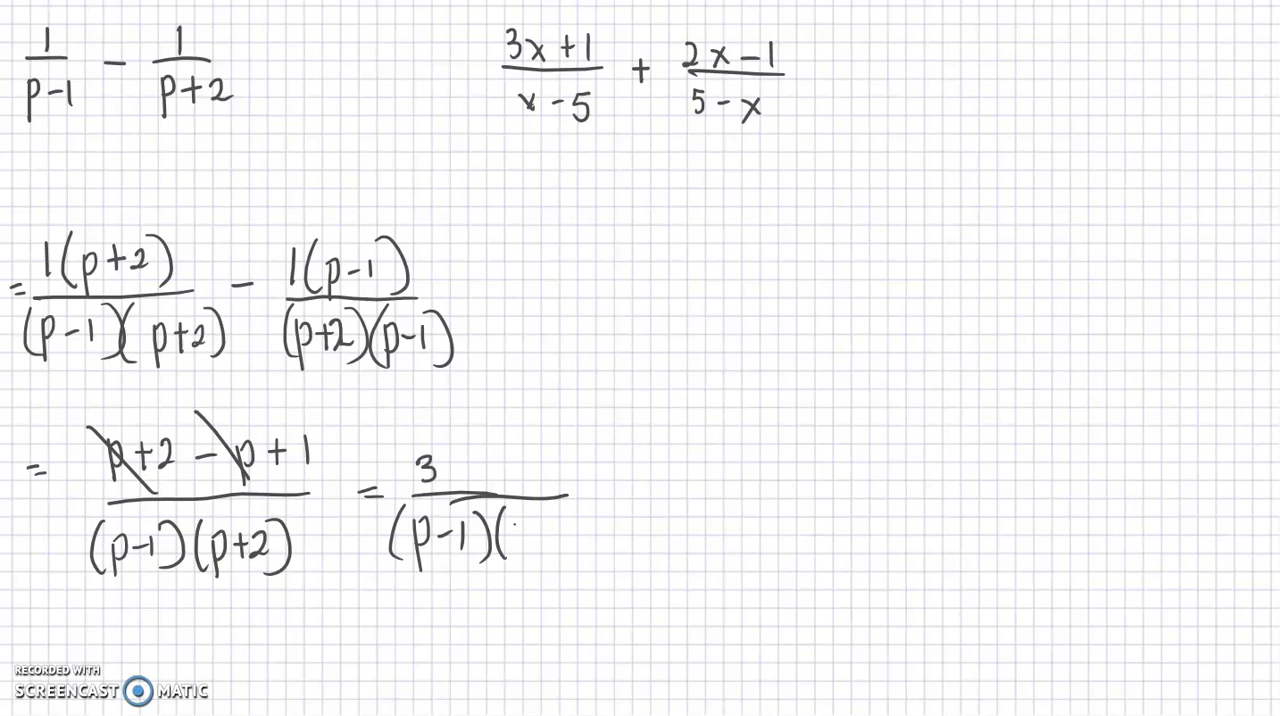 1/(p-1) - 1/(p+2)
(3x+1)/(x-5) + (2x-1)/(5-x)
= 1(p+2)/((p-1)(p+2)) - 1(p-1)/((p+2)(p-1))
= (p+2-p+1)/((p-1)(p+2)) = 3/((p-1)(
RECORDED WITH
SCREENCAST MATIC